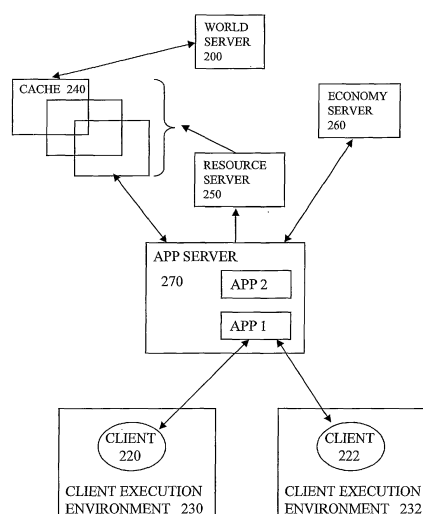 WORLD
SERVER
200
CACHE 240
ECONOMY
SERVER
260
RESOURCE
SERVER
250
APP SERVER
270
APP 2
APP 1
CLIENT
220
CLIENT EXECUTION
ENVIRONMENT 230
CLIENT
222
CLIENT EXECUTION
ENVIRONMENT 232